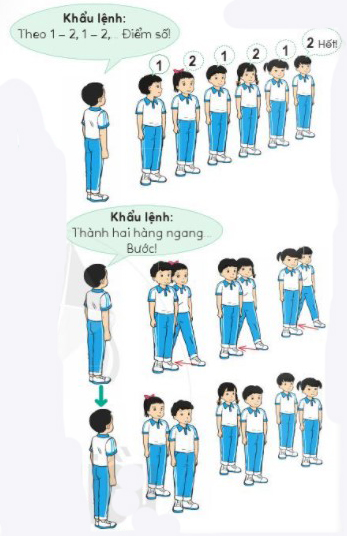 Khẩu lệnh:
Theo 1 – 2, 1 – 2,... Điểm số!
1
2
1
2
1
2 Hết!
Khẩu lệnh:
Thành hai hàng ngang...
Bước!